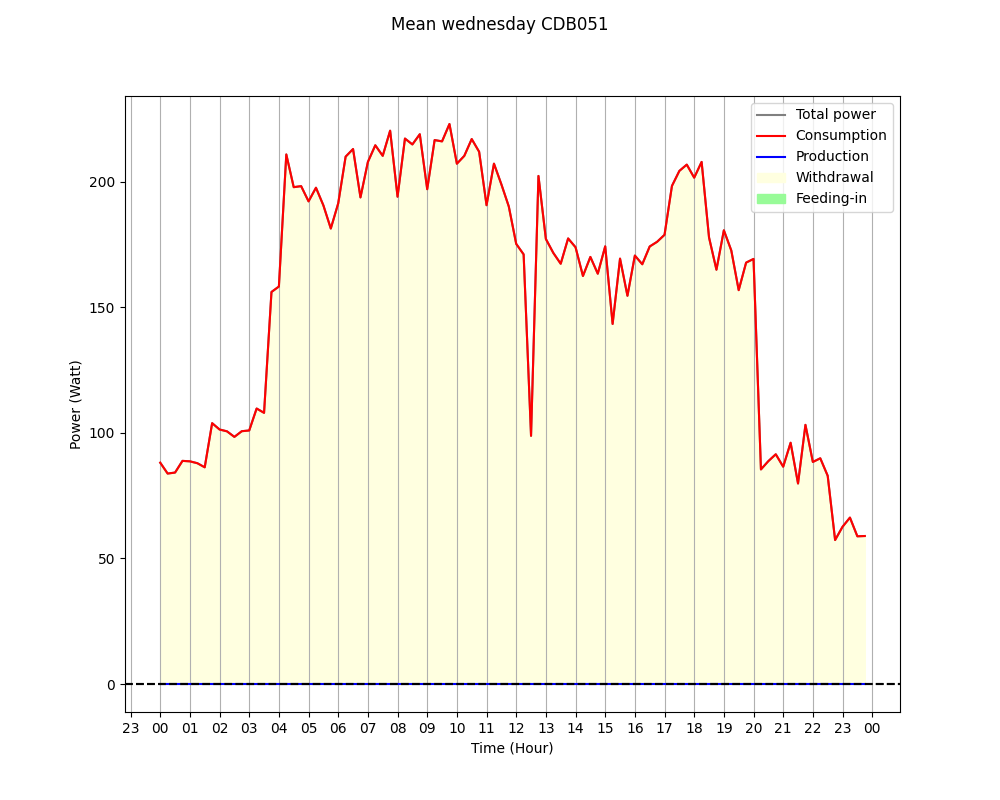 Mean wednesday CDB051
Total power
Consumption
Production
Withdrawal
Feeding-in
Power (Watt)
200
150
100
50
0
23 00 01 02 03 04 05 06 07 08 09 10 11 12 13 14 15 16 17 18 19 20 21 22 23 00
Time (Hour)